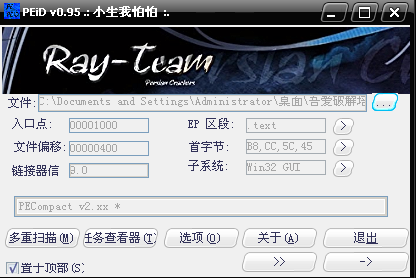 PEiD v0.95 .: 小生我怕怕 :.
Ray-Team
Persian Crackers
文件: C:\Documents and Settings\Administrator\桌面\吾爱破解培 ...
入口点: 00001000 EP 区段: .text >
文件偏移: 00000400 首字节: B8,CC,5C,45 >
链接器信 9.0 子系统: Win32 GUI >
PECompact v2.xx *
多重扫描(M) 任务查看器(T) 选项(O) 关于(A) 退出
置于顶部(S) >> ->